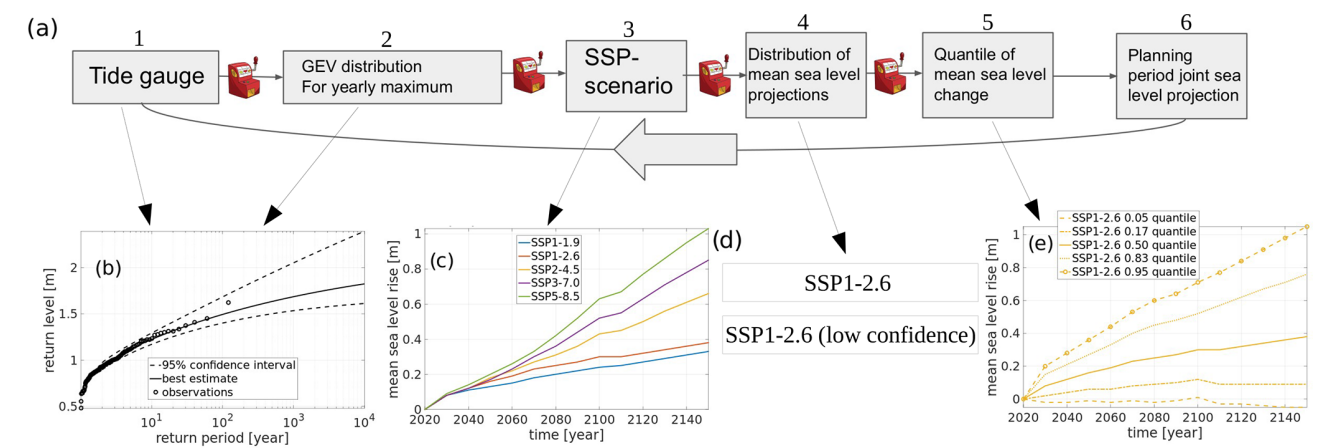 (a)
1
2
3
4
5
6
Tide gauge
GEV distribution
For yearly maximum
SSP-
scenario
Distribution of
mean sea level
projections
Quantile of
mean sea level
change
Planning
period joint sea
level projection
(b)
return level [m]
2
1.5
1
0.5
-95% confidence interval
best estimate
observations
10^1
10^2
10^3
10^4
return period [year]
(c)
mean sea level rise [m]
1
0.8
0.6
0.4
0.2
0
SSP1-1.9
SSP1-2.6
SSP2-4.5
SSP3-7.0
SSP5-8.5
2020
2040
2060
2080
2100
2120
2140
time [year]
(d)
SSP1-2.6
SSP1-2.6 (low confidence)
(e)
mean sea level rise [m]
1
0.8
0.6
0.4
0.2
0
SSP1-2.6 0.05 quantile
SSP1-2.6 0.17 quantile
SSP1-2.6 0.50 quantile
SSP1-2.6 0.83 quantile
SSP1-2.6 0.95 quantile
2020
2040
2060
2080
2100
2120
2140
time [year]